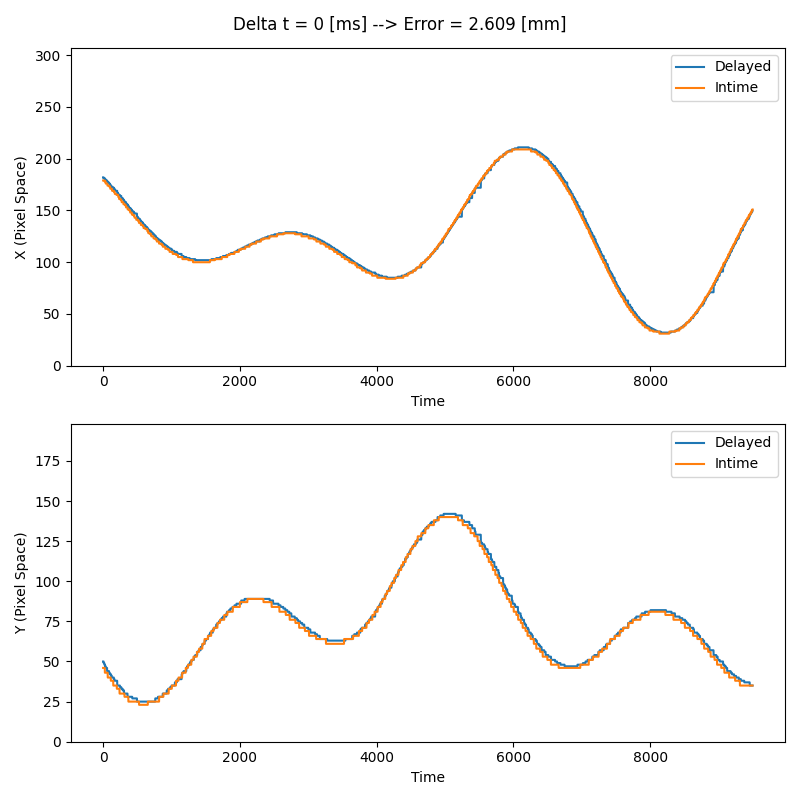 Delta t = 0 [ms] --> Error = 2.609 [mm]
300
250
200
150
100
50
0
X (Pixel Space)
Delayed
Intime
0 2000 4000 6000 8000
Time
175
150
125
100
75
50
25
0
Y (Pixel Space)
Delayed
Intime
0 2000 4000 6000 8000
Time